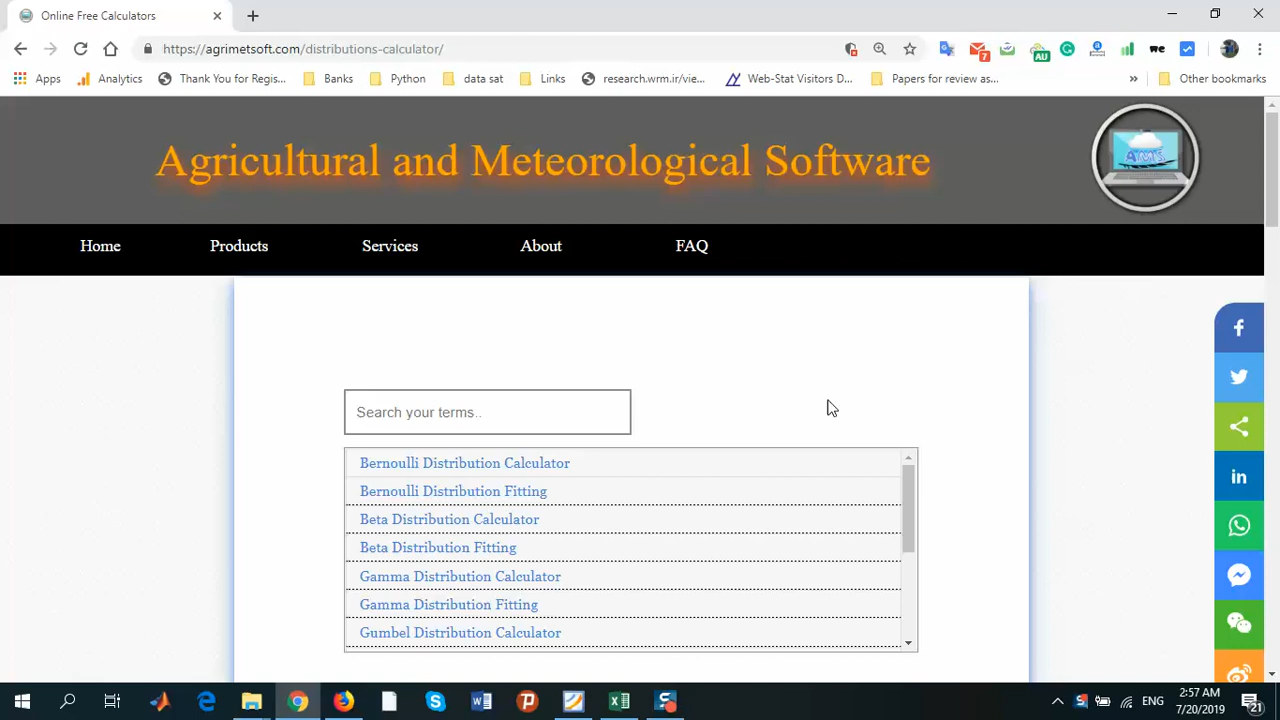 Online Free Calculators
https://agrimetsoft.com/distributions-calculator/
7
AU
Apps Analytics Thank You for Regis... Banks Python data sat Links research.wrm.ir/vie... Web-Stat Visitors D... Papers for review as... » Other bookmarks
Agricultural and Meteorological Software
AIMS
Home Products Services About FAQ
Search your terms..
Bernoulli Distribution Calculator
Bernoulli Distribution Fitting
Beta Distribution Calculator
Beta Distribution Fitting
Gamma Distribution Calculator
Gamma Distribution Fitting
Gumbel Distribution Calculator
ENG
2:57 AM
7/20/2019
21